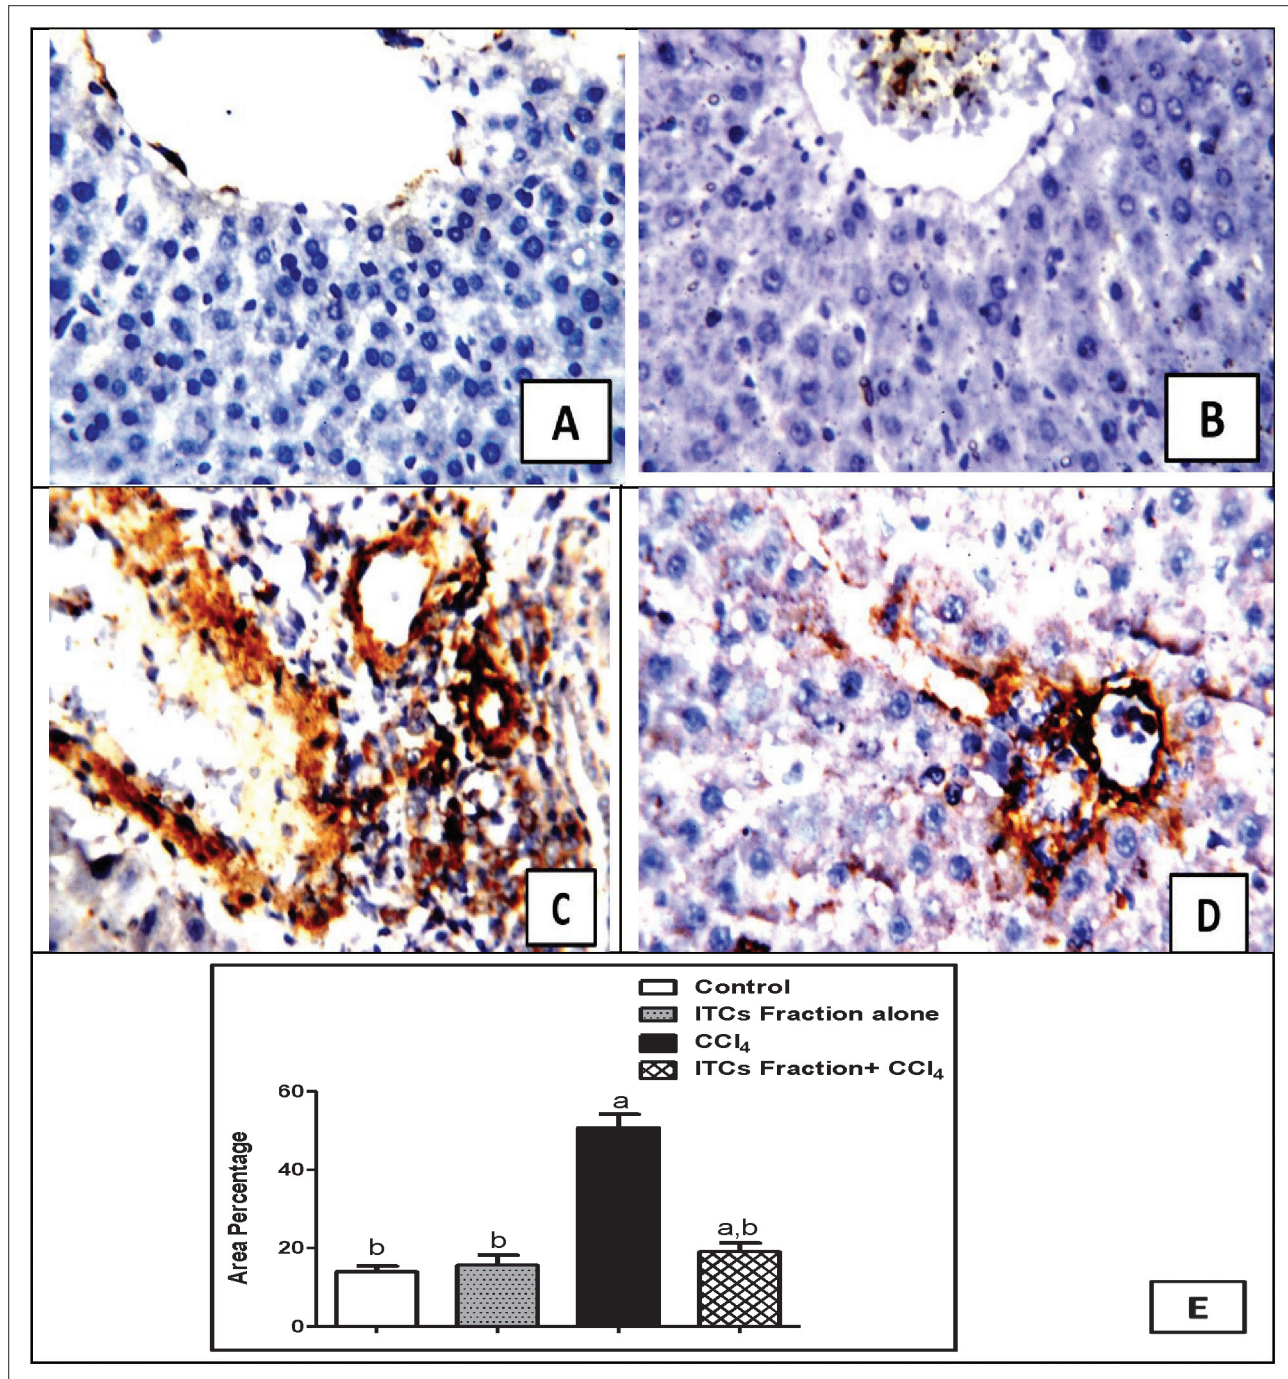 A
B
C
D
Control
ITCs Fraction alone
CCl₄
ITCs Fraction+ CCl₄
60
40
20
0
Area Percentage
b
b
a
a,b
E